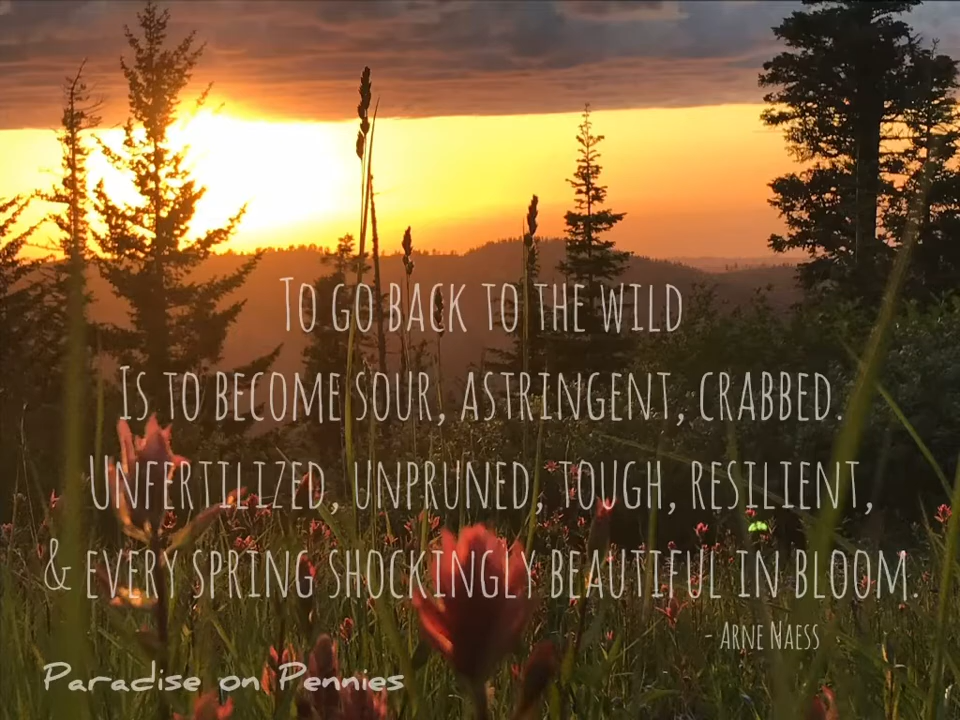 To go back to the wild
Is to become sour, astringent, crabbed.
Unfertilized, unpruned, tough, resilient,
& every spring shockingly beautiful in bloom.
- Arne Naess
Paradise on Pennies